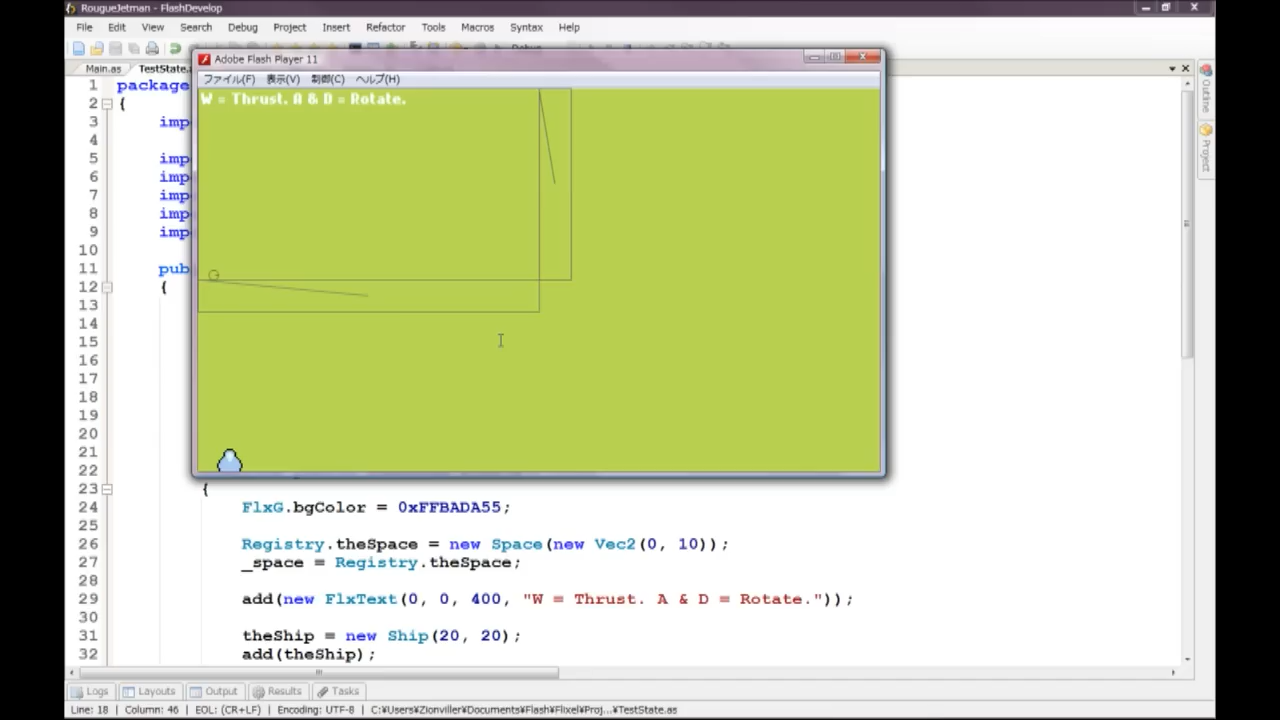 RougueJetman - FlashDevelop
File Edit View Search Debug Project Insert Refactor Tools Macros Syntax Help
Main.as TestState.
Adobe Flash Player 11
ファイル(F) 表示(V) 制御(C) ヘルプ(H)
W = Thrust. A & D = Rotate.
Outline
Project
1 package
2 {
3 imp
4
5 imp
6 imp
7 imp
8 imp
9 imp
10
11 pub
12 {
13
14
15
16
17
18
19
20
21
22
23 {
24 FlxG.bgColor = 0xFFBADA55;
25
26 Registry.theSpace = new Space(new Vec2(0, 10));
27 _space = Registry.theSpace;
28
29 add(new FlxText(0, 0, 400, "W = Thrust. A & D = Rotate."));
30
31 theShip = new Ship(20, 20);
32 add(theShip);
Logs Layouts Output Results Tasks
Line: 18 | Column: 46 | EOL: (CR+LF) | Encoding: UTF-8 | C:¥Users¥Zionviller¥Documents¥Flash¥Flixel¥Proj...¥TestState.as